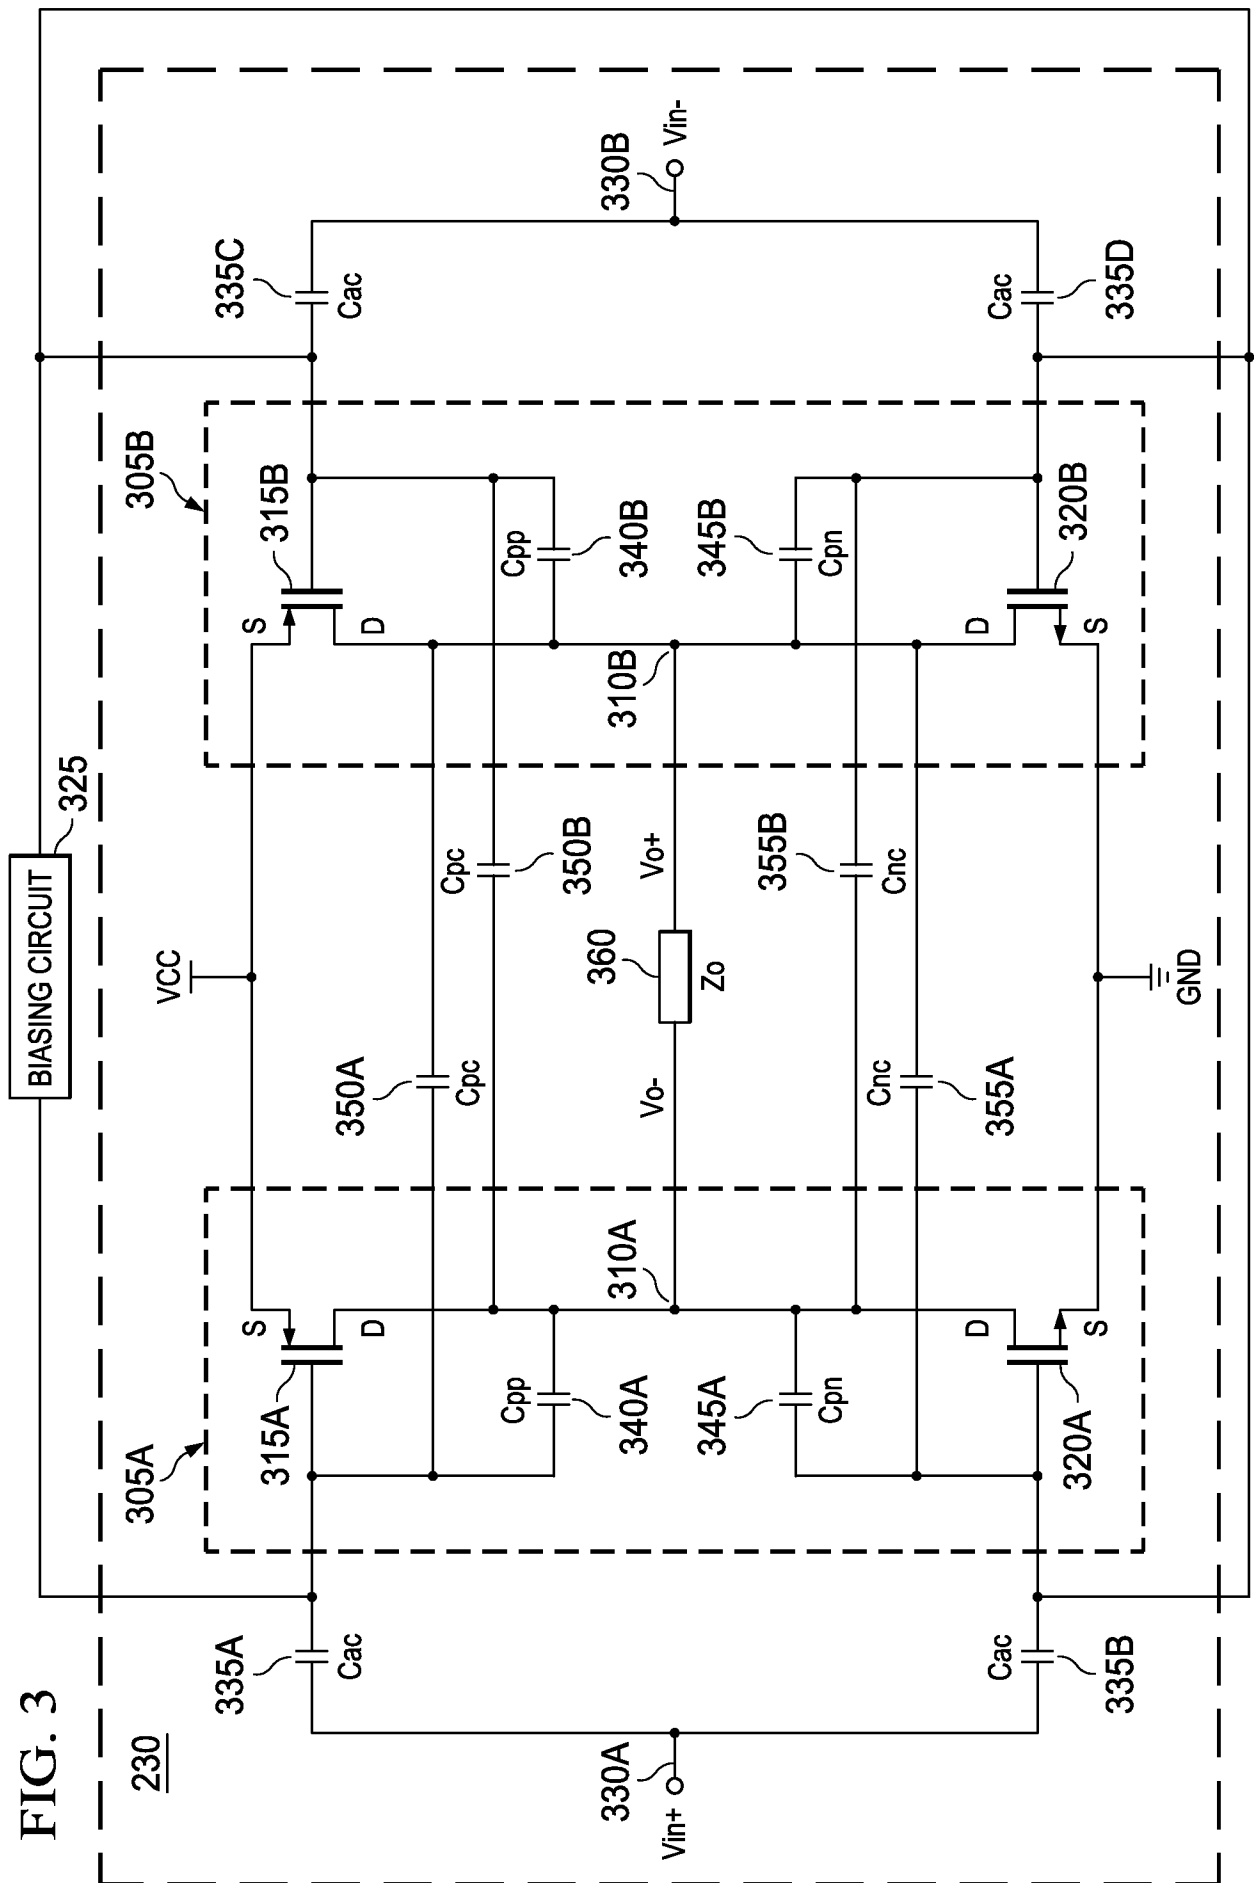 FIG. 3
230
BIASING CIRCUIT
325
VCC
305A
305B
335A
Cac
335C
Cac
315A
S
D
315B
S
D
350A
Cpc
Cpc
350B
Cpp
340A
Cpp
340B
330A
Vin+
310A
Vo-
360
Zo
Vo+
310B
330B
Vin-
345A
Cpn
345B
Cpn
355B
Cnc
Cnc
355A
D
S
320A
D
S
320B
Cac
335B
Cac
335D
GND